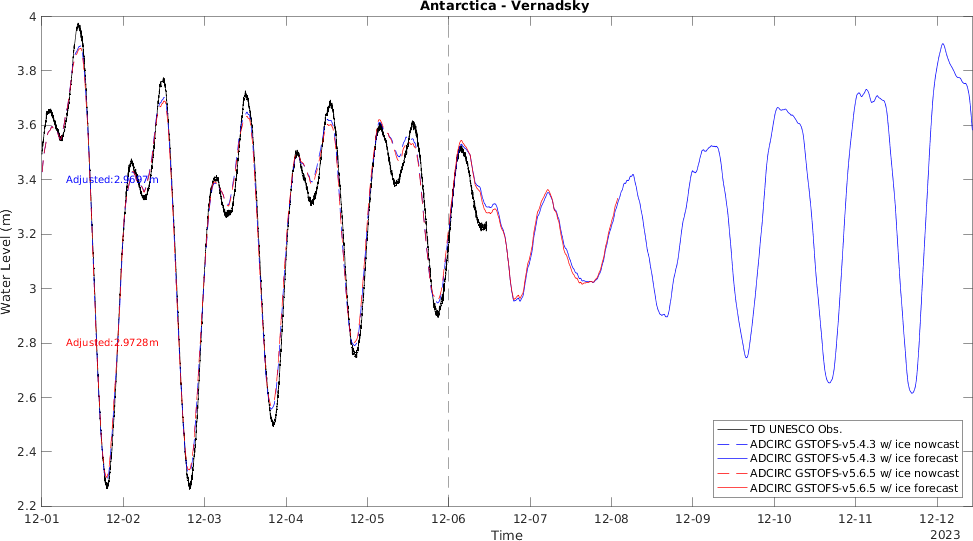 Antarctica - Vernadsky
4
3.8
3.6
3.4
3.2
3
2.8
2.6
2.4
2.2
Water Level (m)
Adjusted:2.9697m
Adjusted:2.9728m
TD UNESCO Obs.
ADCIRC GSTOFS-v5.4.3 w/ ice nowcast
ADCIRC GSTOFS-v5.4.3 w/ ice forecast
ADCIRC GSTOFS-v5.6.5 w/ ice nowcast
ADCIRC GSTOFS-v5.6.5 w/ ice forecast
12-01 12-02 12-03 12-04 12-05 12-06 12-07 12-08 12-09 12-10 12-11 12-12
Time
2023